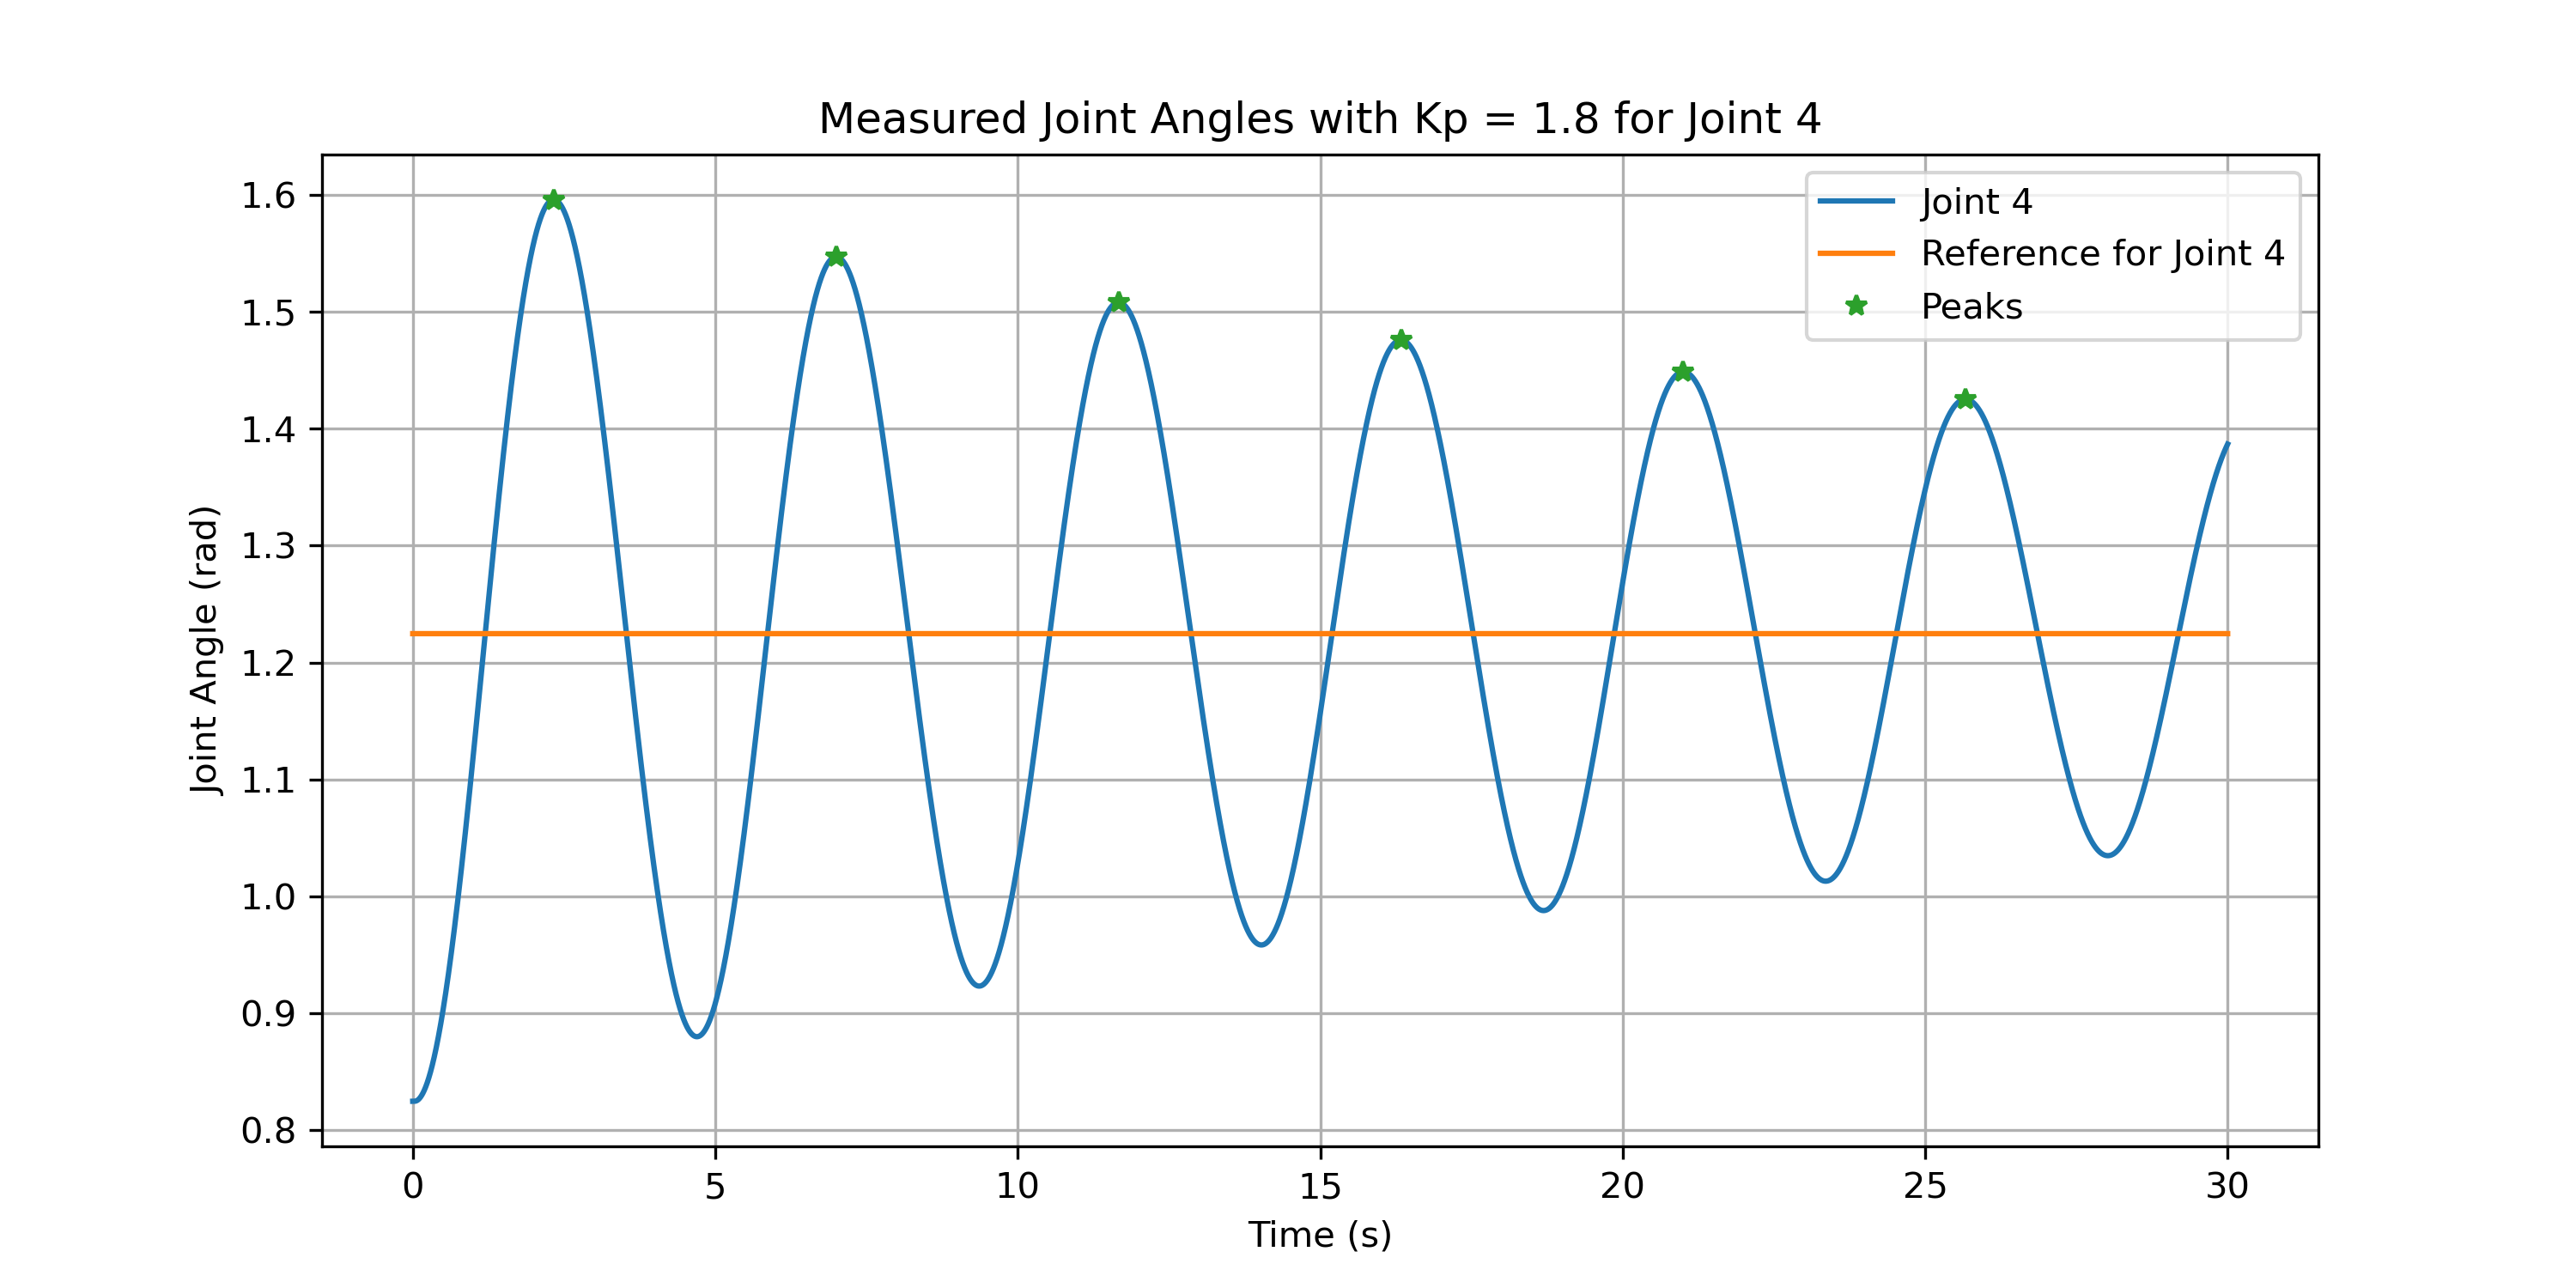 Measured Joint Angles with Kp = 1.8 for Joint 4
Joint 4
Reference for Joint 4
Peaks
Joint Angle (rad)
1.6
1.5
1.4
1.3
1.2
1.1
1.0
0.9
0.8
0 5 10 15 20 25 30
Time (s)